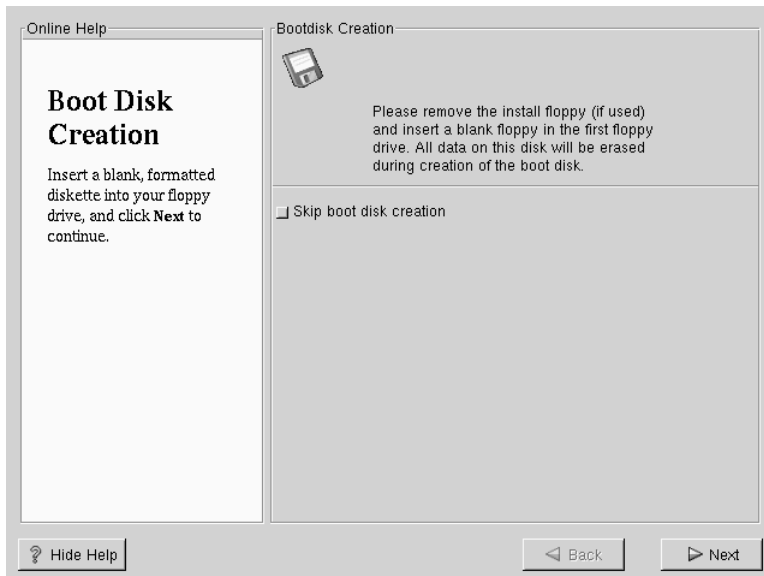 Online Help
Boot Disk
Creation
Insert a blank, formatted
diskette into your floppy
drive, and click Next to
continue.
Bootdisk Creation
Please remove the install floppy (if used)
and insert a blank floppy in the first floppy
drive. All data on this disk will be erased
during creation of the boot disk.
Skip boot disk creation
? Hide Help
Back
Next